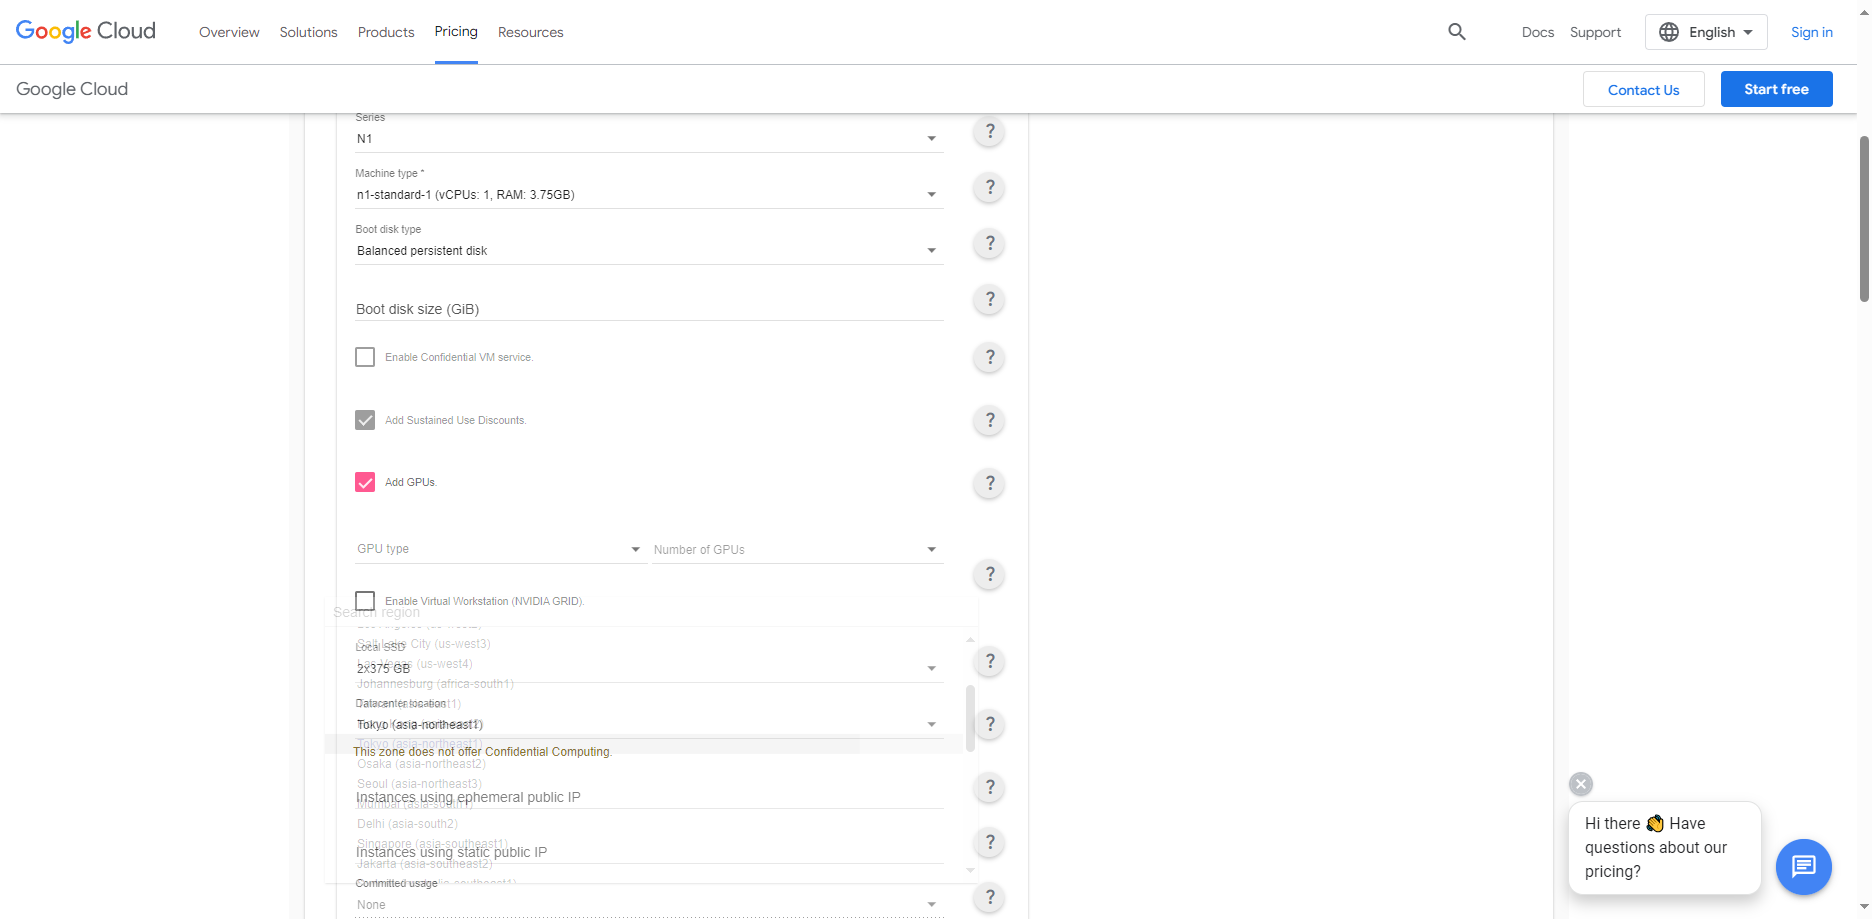 Google Cloud
Overview
Solutions
Products
Pricing
Resources
Docs
Support
English
Sign in
Google Cloud
Contact Us
Start free
Series
N1
?
Machine type *
n1-standard-1 (vCPUs: 1, RAM: 3.75GB)
?
Boot disk type
Balanced persistent disk
?
Boot disk size (GiB)
?
Enable Confidential VM service.
?
Add Sustained Use Discounts.
?
Add GPUs.
?
GPU type
Number of GPUs
?
Enable Virtual Workstation (NVIDIA GRID).
Search region
Salt Lake City (us-west3)
Local SSD
Las Vegas (us-west4)
2x375 GB
?
Johannesburg (africa-south1)
Datacenter location
Tokyo (asia-northeast1)
?
Tokyo (asia-northeast1)
This zone does not offer Confidential Computing.
Osaka (asia-northeast2)
Seoul (asia-northeast3)
?
Instances using ephemeral public IP
Mumbai (asia-south1)
Delhi (asia-south2)
Singapore (asia-southeast1)
?
Instances using static public IP
Jakarta (asia-southeast2)
Committed usage
None
?
Hi there 👋 Have
questions about our
pricing?